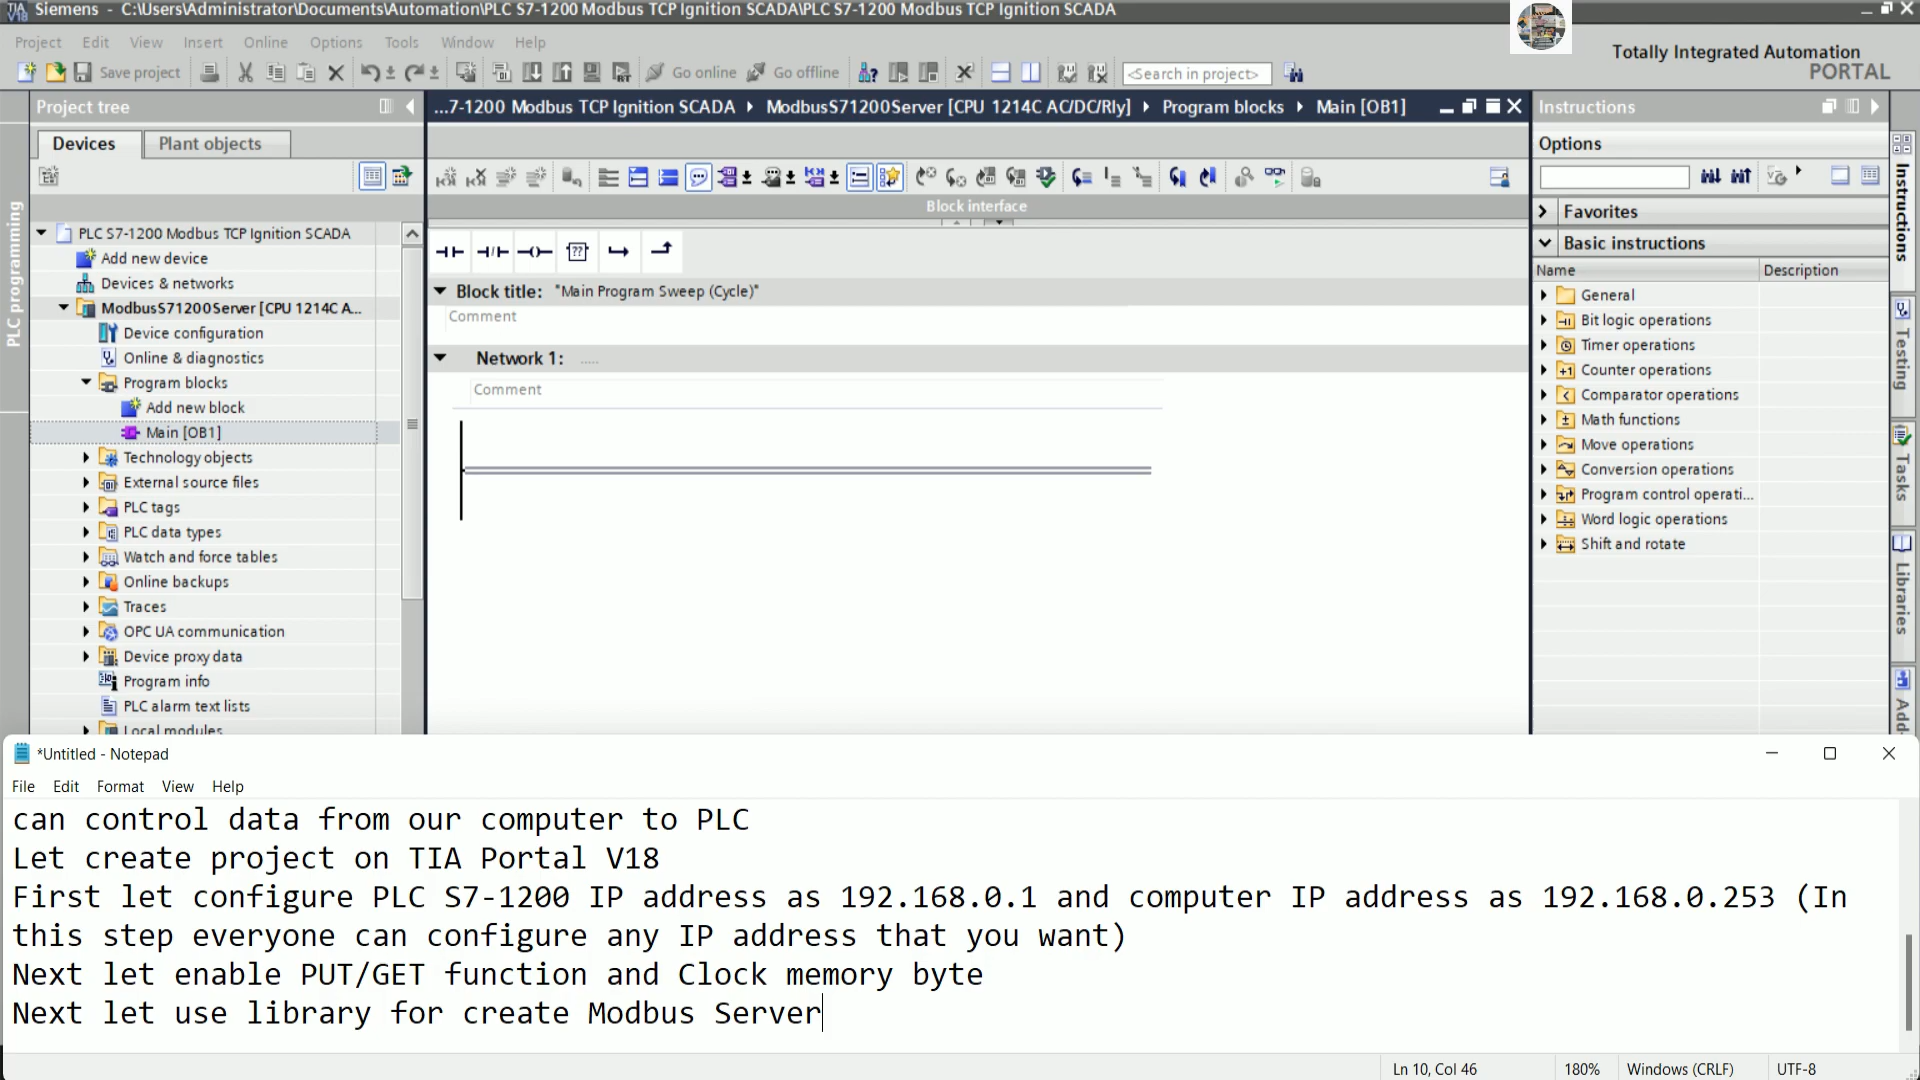 Siemens - C:\Users\Administrator\Documents\Automation\PLC S7-1200 Modbus TCP Ignition SCADA\PLC S7-1200 Modbus TCP Ignition SCADA
Project Edit View Insert Online Options Tools Window Help
Totally Integrated Automation
PORTAL
Save project
Go online
Go offline
<Search in project>
Project tree
...7-1200 Modbus TCP Ignition SCADA
ModbusS71200Server [CPU 1214C AC/DC/Rly]
Program blocks
Main [OB1]
Instructions
Devices
Plant objects
Options
Block interface
PLC programming
PLC S7-1200 Modbus TCP Ignition SCADA
Add new device
Devices & networks
ModbusS71200Server [CPU 1214C A...
Device configuration
Online & diagnostics
Program blocks
Add new block
Main [OB1]
Technology objects
External source files
PLC tags
PLC data types
Watch and force tables
Online backups
Traces
OPC UA communication
Device proxy data
Program info
PLC alarm text lists
Local modules
??
Block title: "Main Program Sweep (Cycle)"
Comment
Network 1: .....
Comment
Favorites
Basic instructions
Name Description
General
Bit logic operations
Timer operations
Counter operations
Comparator operations
Math functions
Move operations
Conversion operations
Program control operati...
Word logic operations
Shift and rotate
Instructions
Testing
Tasks
Libraries
Add
*Untitled - Notepad
File Edit Format View Help
can control data from our computer to PLC
Let create project on TIA Portal V18
First let configure PLC S7-1200 IP address as 192.168.0.1 and computer IP address as 192.168.0.253 (In
this step everyone can configure any IP address that you want)
Next let enable PUT/GET function and Clock memory byte
Next let use library for create Modbus Server
Ln 10, Col 46
180%
Windows (CRLF)
UTF-8